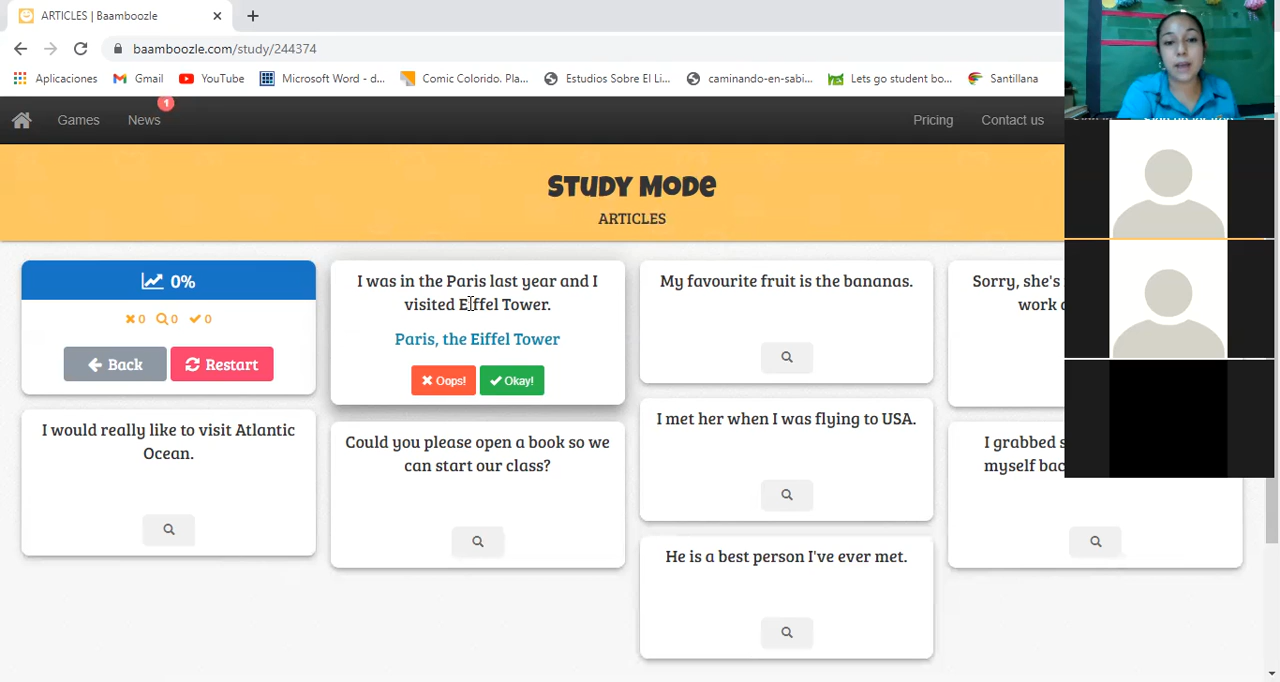 ARTICLES | Baamboozle
baamboozle.com/study/244374
Aplicaciones
Gmail
YouTube
Microsoft Word - d...
Comic Colorido. Pla...
Estudios Sobre El Li...
caminando-en-sabi...
Lets go student bo...
Santillana
Games
News
1
Pricing
Contact us
STUDY MODE
ARTICLES
0%
0 0 0
Back
Restart
I was in the Paris last year and I
visited Eiffel Tower.
Paris, the Eiffel Tower
Oops!
Okay!
My favourite fruit is the bananas.
Sorry, she's
work
I would really like to visit Atlantic
Ocean.
Could you please open a book so we
can start our class?
I met her when I was flying to USA.
I grabbed
myself
He is a best person I've ever met.